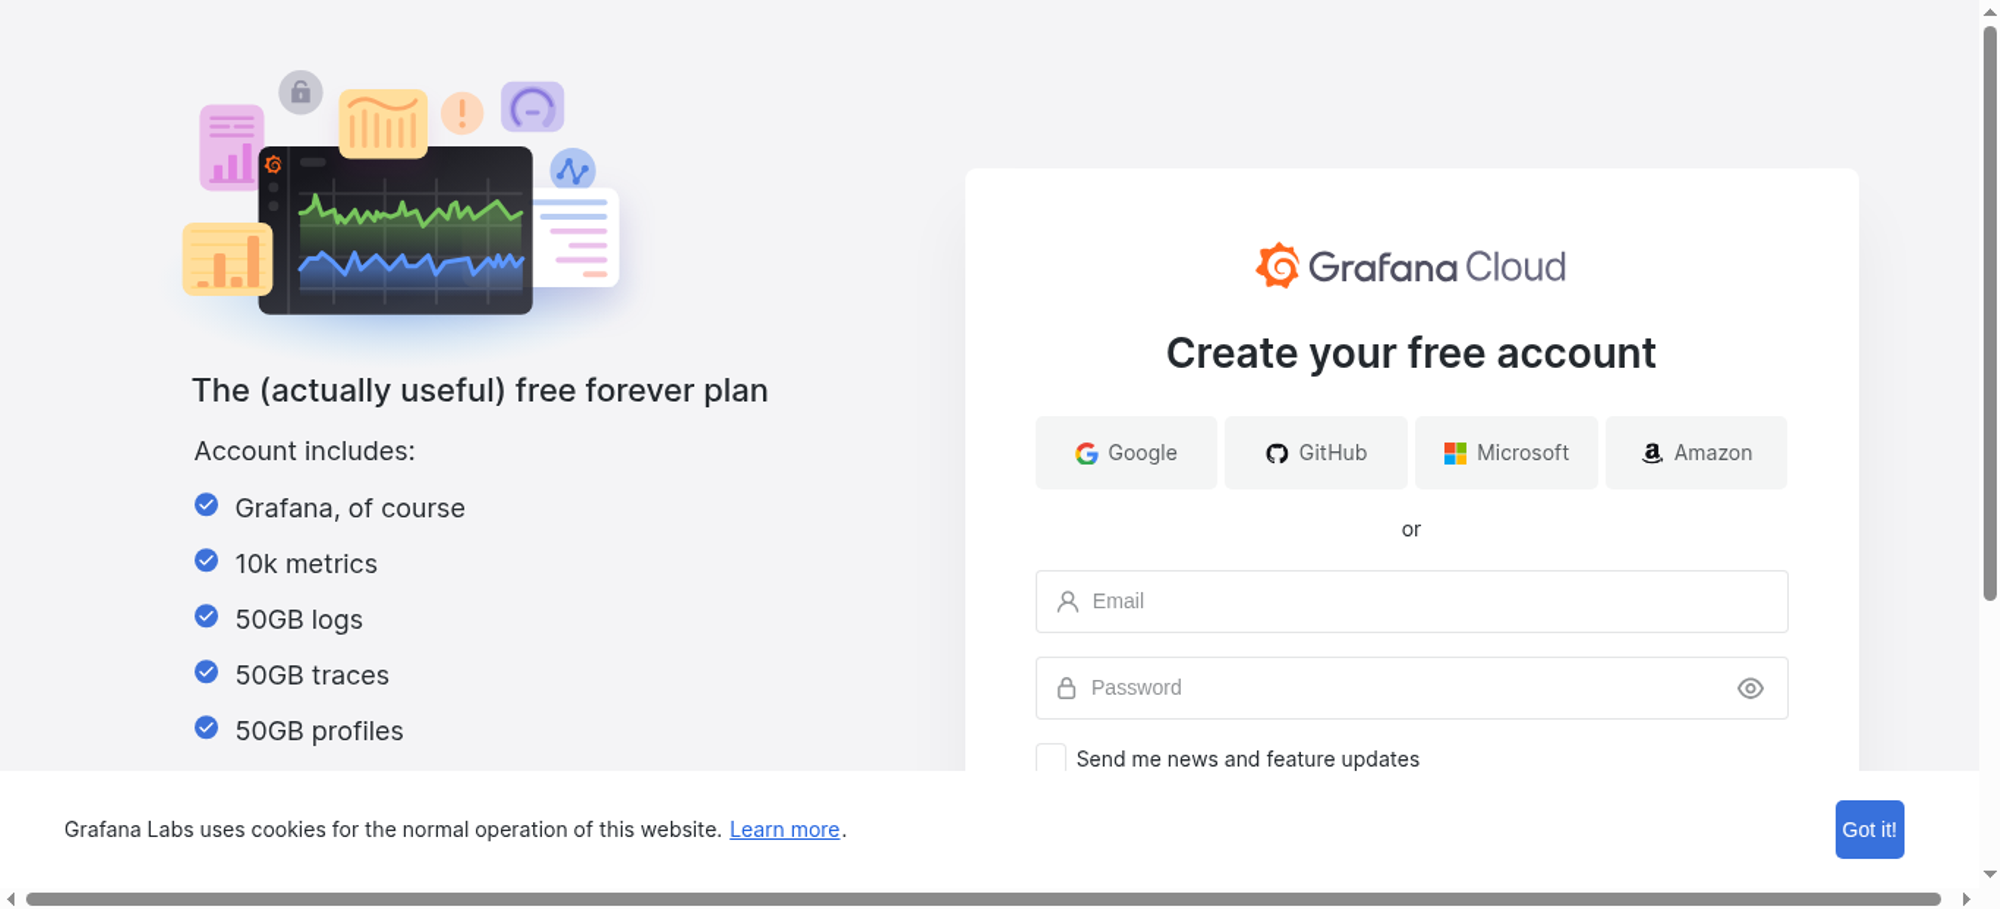 The (actually useful) free forever plan
Account includes:
Grafana, of course
10k metrics
50GB logs
50GB traces
50GB profiles
Grafana Cloud
Create your free account
Google
GitHub
Microsoft
Amazon
or
Email
Password
Send me news and feature updates
Grafana Labs uses cookies for the normal operation of this website. Learn more.
Got it!